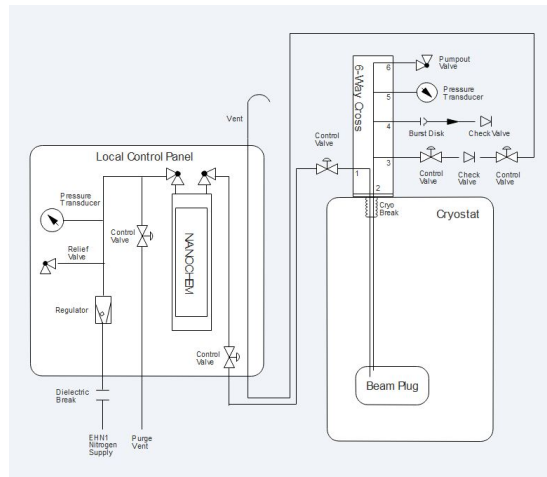 6
Pumpout
Valve
6-Way Cross
5
Pressure
Transducer
Vent
4
Burst Disk
Check Valve
Control
Valve
3
Control
Valve
Check
Valve
Control
Valve
1
2
Local Control Panel
Cryo
Break
Cryostat
Pressure
Transducer
Control
Valve
NANOCHEM
Relief
Valve
Regulator
Control
Valve
Beam Plug
Dielectric
Break
EHN1
Nitrogen
Supply
Purge
Vent